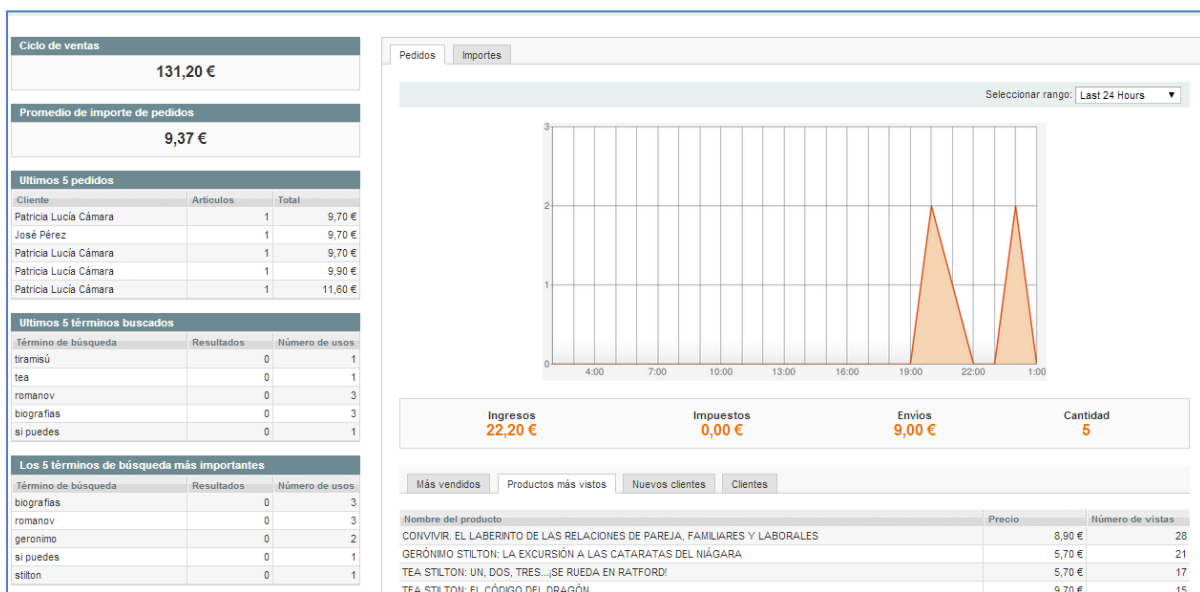 Ciclo de ventas
131,20 €
Promedio de importe de pedidos
9,37 €
Ultimos 5 pedidos
Cliente Articulos Total
Patricia Lucía Cámara 1 9,70 €
José Pérez 1 9,70 €
Patricia Lucía Cámara 1 9,70 €
Patricia Lucía Cámara 1 9,90 €
Patricia Lucía Cámara 1 11,60 €
Ultimos 5 términos buscados
Término de búsqueda Resultados Número de usos
tiramisú 0 1
tea 0 1
romanov 0 3
biografias 0 3
si puedes 0 1
Los 5 términos de búsqueda más importantes
Término de búsqueda Resultados Número de usos
biografias 0 3
romanov 0 3
geronimo 0 2
si puedes 0 1
stilton 0 1
Pedidos Importes
Seleccionar rango: Last 24 Hours
3
2
1
0
4:00 7:00 10:00 13:00 16:00 19:00 22:00 1:00
Ingresos Impuestos Envíos Cantidad
22,20 € 0,00 € 9,00 € 5
Más vendidos Productos más vistos Nuevos clientes Clientes
Nombre del producto Precio Número de vistas
CONVIVIR. EL LABERINTO DE LAS RELACIONES DE PAREJA, FAMILIARES Y LABORALES 8,90 € 28
GERÓNIMO STILTON: LA EXCURSIÓN A LAS CATARATAS DEL NIÁGARA 5,70 € 21
TEA STILTON: UN, DOS, TRES...¡SE RUEDA EN RATFORD! 5,70 € 17
TEA STILTON: EL CÓDIGO DEL DRAGÓN 9,70 € 15